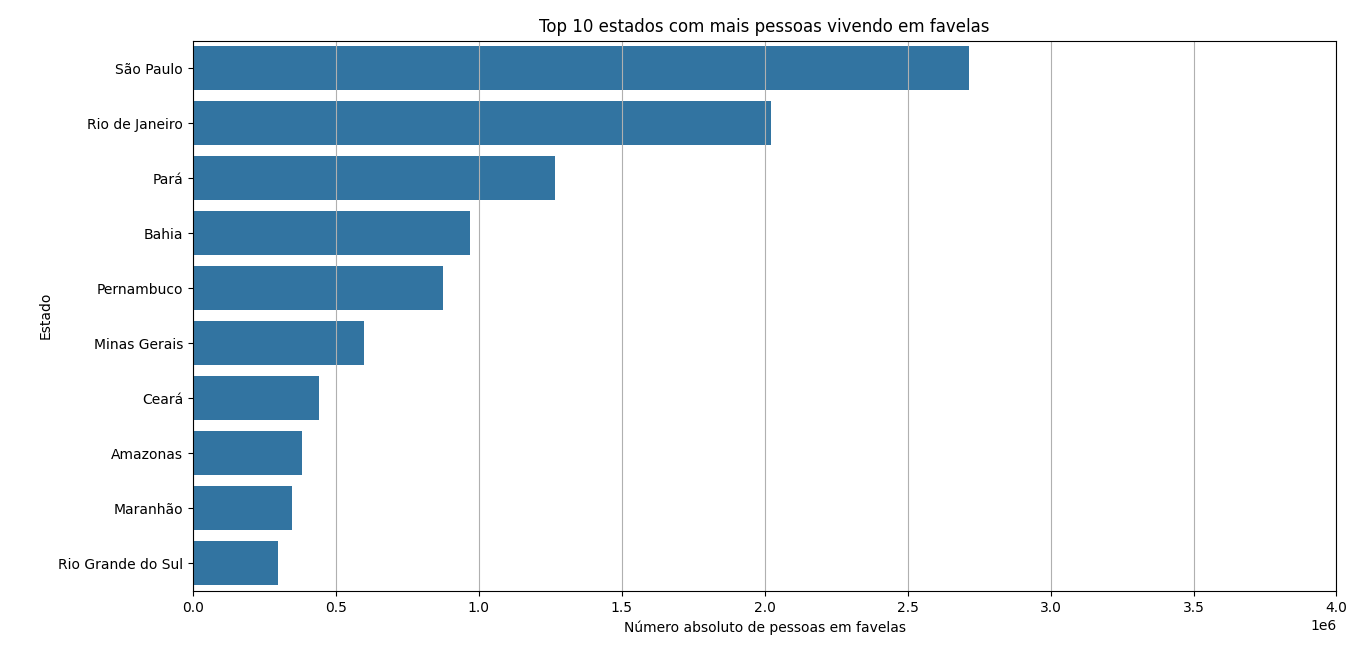 Top 10 estados com mais pessoas vivendo em favelas
São Paulo
Rio de Janeiro
Pará
Bahia
Pernambuco
Minas Gerais
Ceará
Amazonas
Maranhão
Rio Grande do Sul
Estado
0.0 0.5 1.0 1.5 2.0 2.5 3.0 3.5 4.0
1e6
Número absoluto de pessoas em favelas